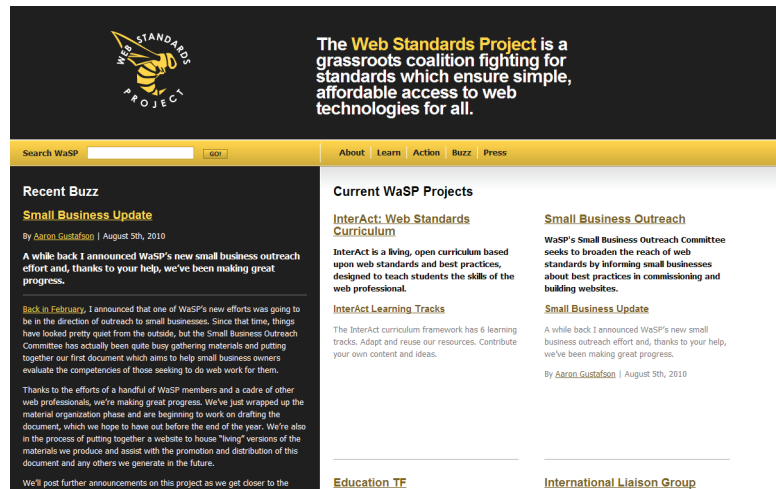 WEB STANDARDS
PROJECT
The Web Standards Project is a
grassroots coalition fighting for
standards which ensure simple,
affordable access to web
technologies for all.
Search WaSP GO!
About Learn Action Buzz Press
Recent Buzz
Small Business Update
By Aaron Gustafson | August 5th, 2010
A while back I announced WaSP's new small business outreach
effort and, thanks to your help, we've been making great
progress.
Back in February, I announced that one of WaSP's new efforts was going to
be in the direction of outreach to small businesses. Since that time, things
have looked pretty quiet from the outside, but the Small Business Outreach
Committee has actually been quite busy gathering materials and putting
together our first document which aims to help small business owners
evaluate the competencies of those seeking to do web work for them.
Thanks to the efforts of a handful of WaSP members and a cadre of other
web professionals, we're making great progress. We've just wrapped up the
material organization phase and are beginning to work on drafting the
document, which we hope to have out before the end of the year. We're also
in the process of putting together a website to house "living" versions of the
materials we produce and assist with the promotion and distribution of this
document and any others we generate in the future.
We'll post further announcements on this project as we get closer to the
Current WaSP Projects
InterAct: Web Standards
Curriculum
InterAct is a living, open curriculum based
upon web standards and best practices,
designed to teach students the skills of the
web professional.
InterAct Learning Tracks
The InterAct curriculum framework has 6 learning
tracks. Adapt and reuse our resources. Contribute
your own content and ideas.
Small Business Outreach
WaSP's Small Business Outreach Committee
seeks to broaden the reach of web
standards by informing small businesses
about best practices in commissioning and
building websites.
Small Business Update
A while back I announced WaSP's new small
business outreach effort and, thanks to your help,
we've been making great progress.
By Aaron Gustafson | August 5th, 2010
Education TF
International Liaison Group